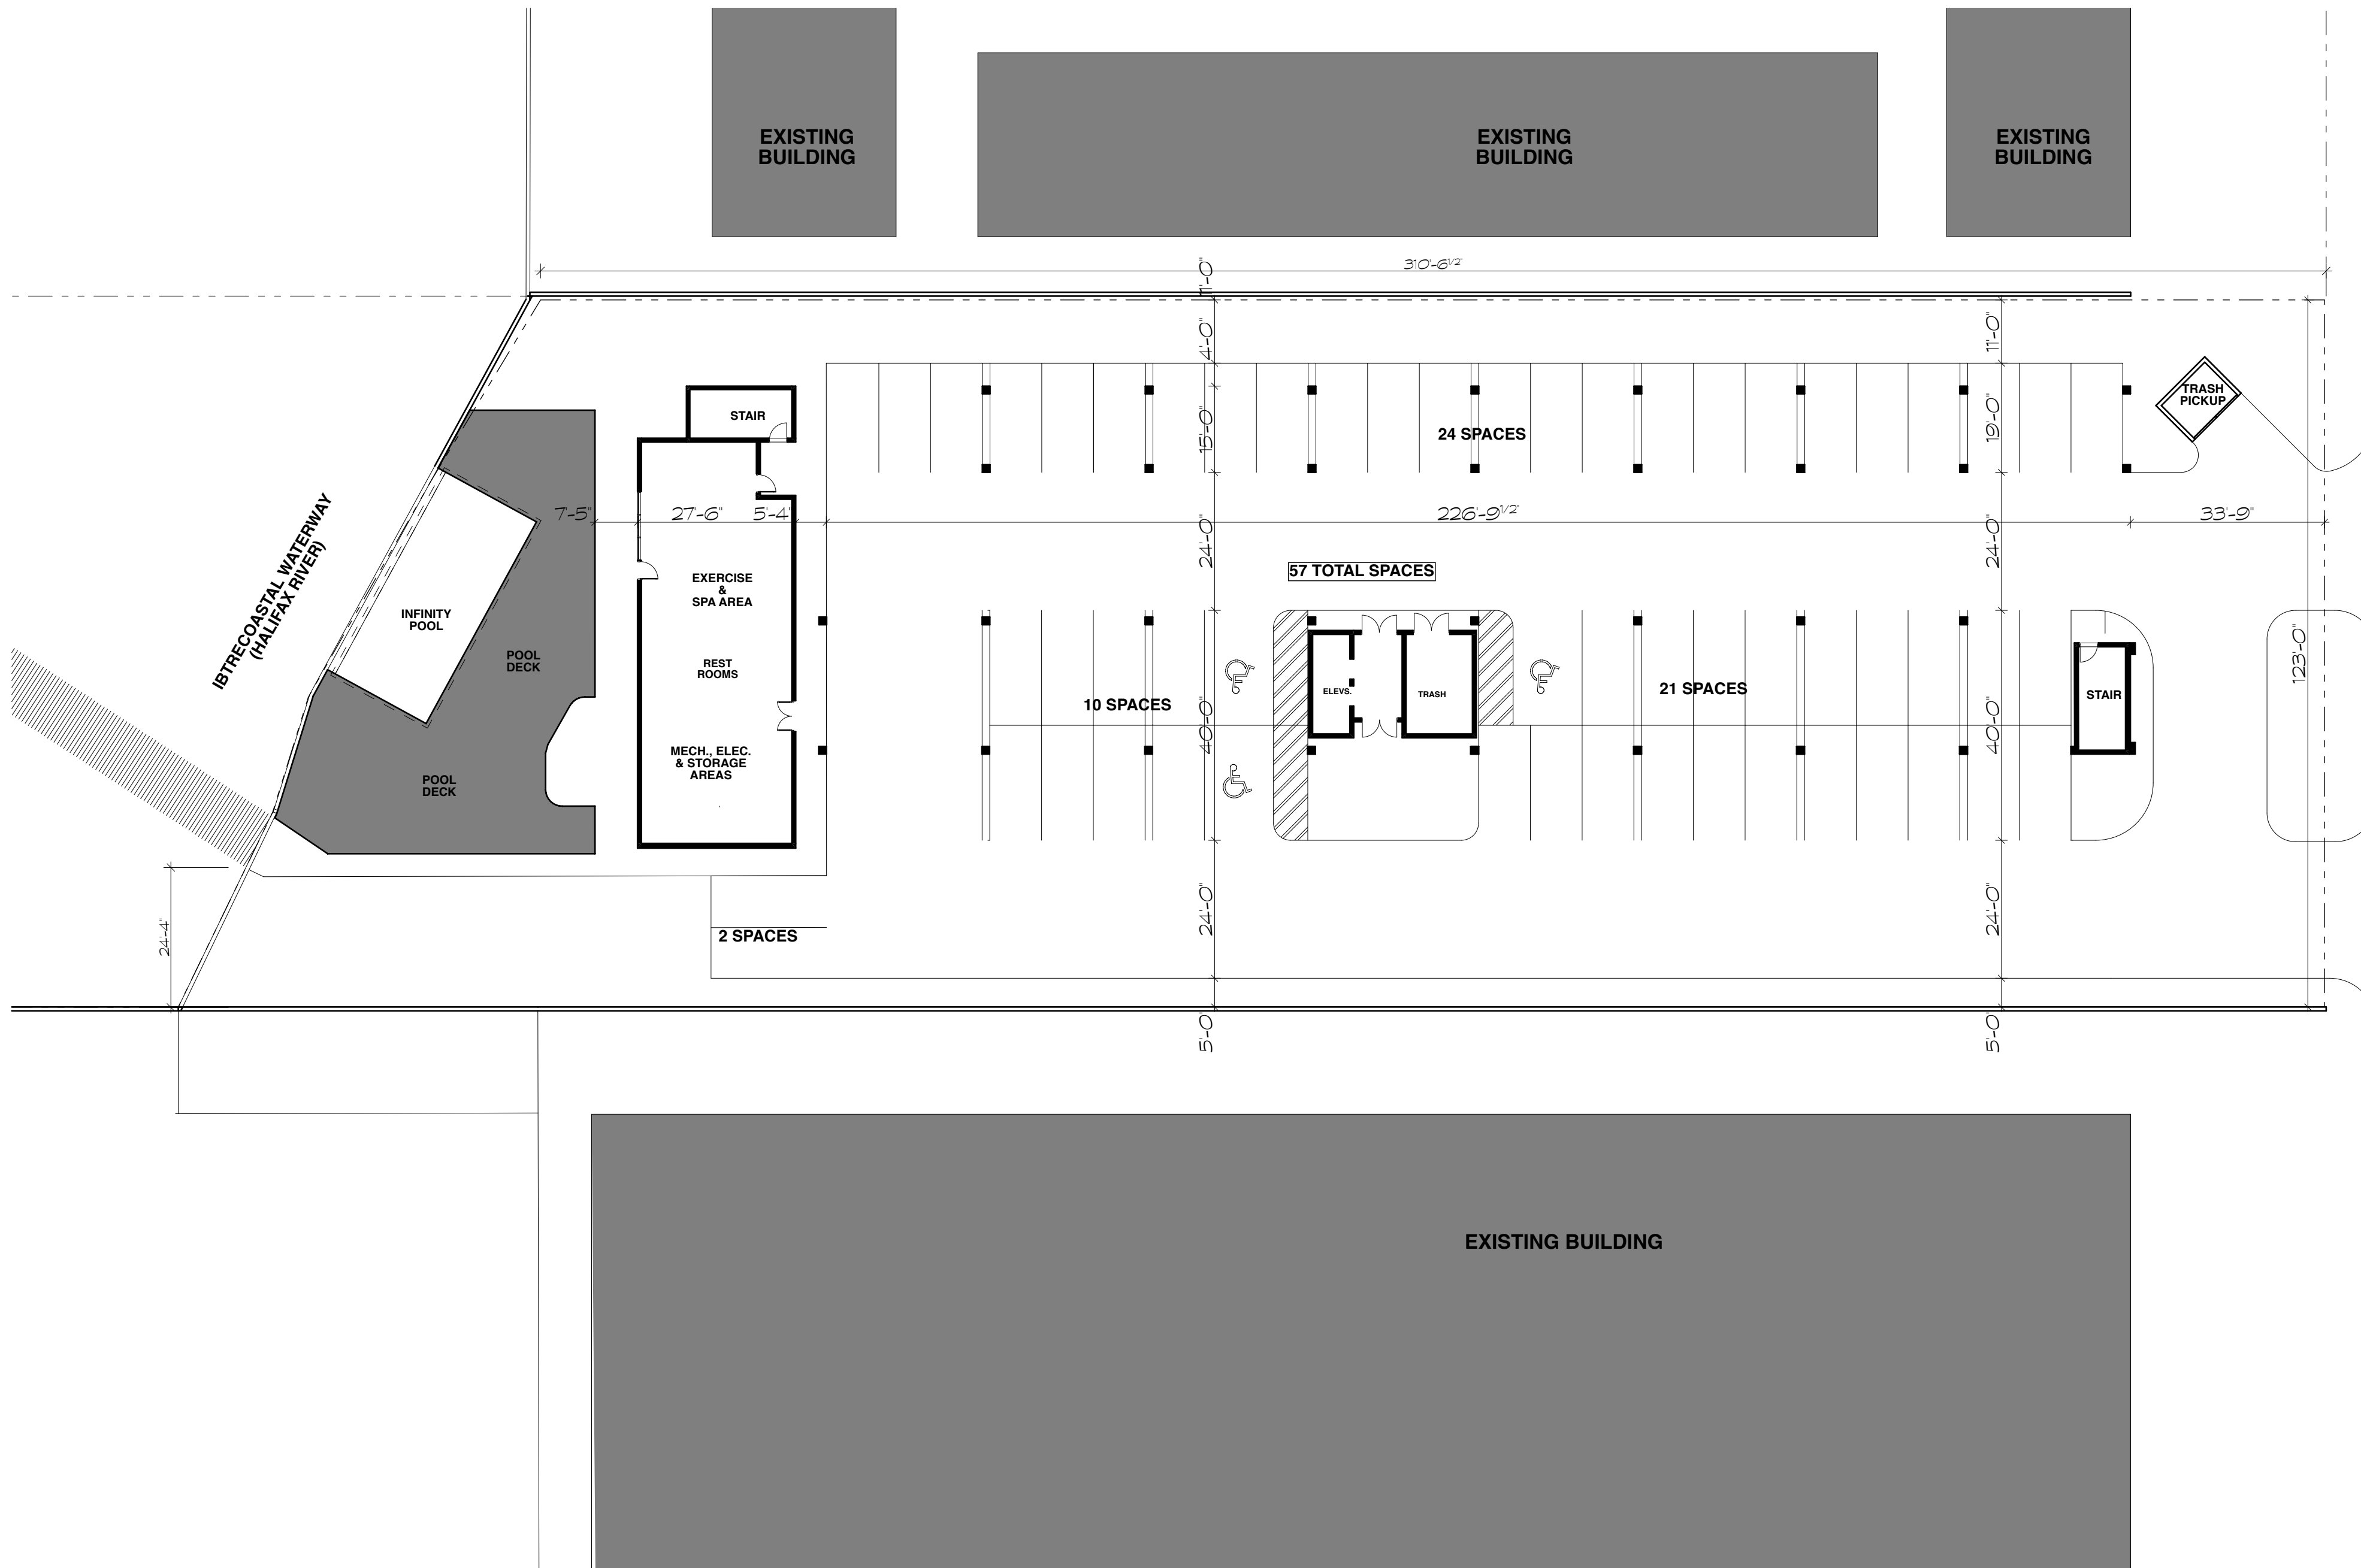 EXISTING
BUILDING
EXISTING
BUILDING
EXISTING
BUILDING
310'-6 1/2"
11'-0"
4'-0"
11'-0"
STAIR
TRASH
PICKUP
15'-0"
24 SPACES
19'-0"
7'-5"
27'-6"
5'-4"
226'-9 1/2"
33'-9"
24'-0"
24'-0"
IBTRECOASTAL WATERWAY
(HALIFAX RIVER)
57 TOTAL SPACES
EXERCISE
&
SPA AREA
INFINITY
POOL
POOL
DECK
REST
ROOMS
123'-0"
10 SPACES
ELEVS.
TRASH
21 SPACES
STAIR
40'-0"
40'-0"
MECH., ELEC.
& STORAGE
AREAS
POOL
DECK
24'-4"
2 SPACES
24'-0"
24'-0"
5'-0"
5'-0"
EXISTING BUILDING